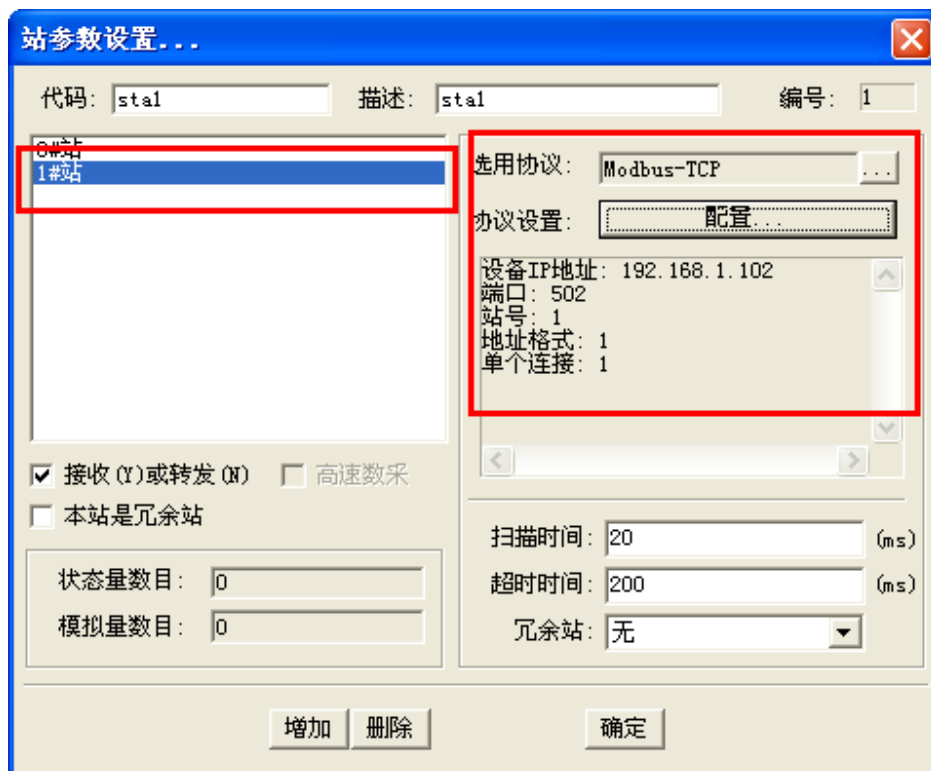 站参数设置...
代码: sta1 描述: sta1 编号: 1
0#站
1#站
选用协议: Modbus-TCP ...
协议设置: 配置...
设备IP地址: 192.168.1.102
端口: 502
站号: 1
地址格式: 1
单个连接: 1
接收(Y)或转发(N) 高速数采
本站是冗余站
状态量数目: 0
模拟量数目: 0
扫描时间: 20 (ms)
超时时间: 200 (ms)
冗余站: 无
增加 删除 确定